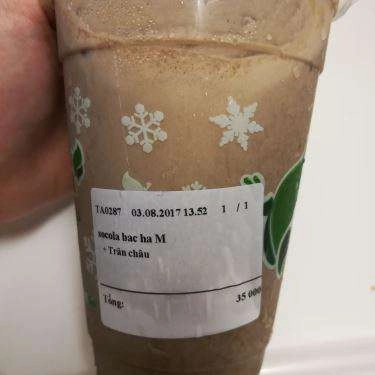 TA0287 03.08.2017 13.52 1 / 1
socola bac ha M
+ Trân châu
Tổng: 35 000